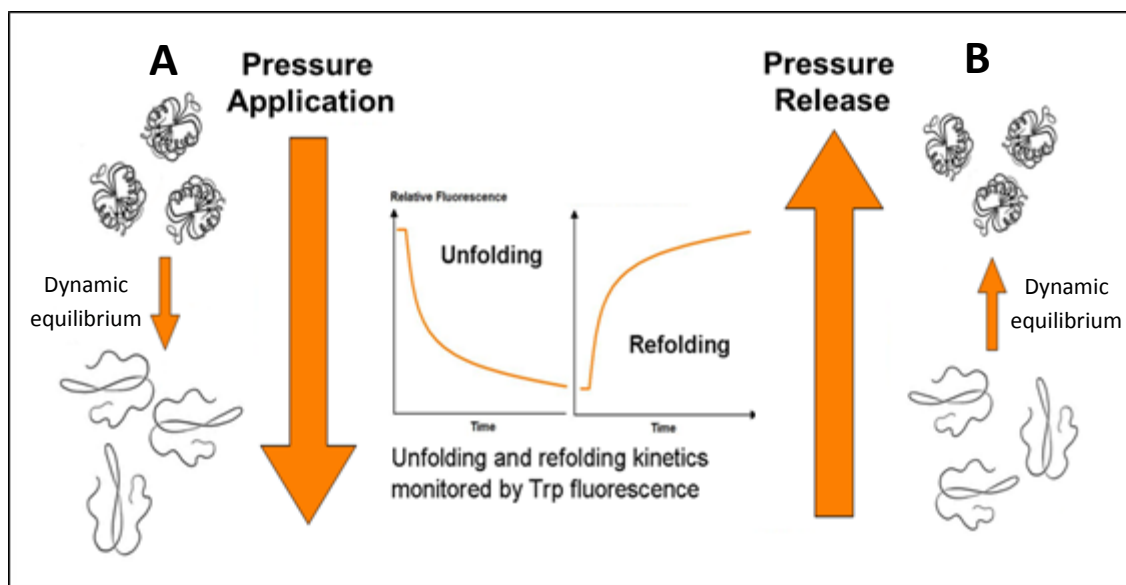 A
Pressure
Application
Pressure
Release
B
Dynamic
equilibrium
Relative Fluorescence
Unfolding
Refolding
Time
Time
Unfolding and refolding kinetics
monitored by Trp fluorescence
Dynamic
equilibrium